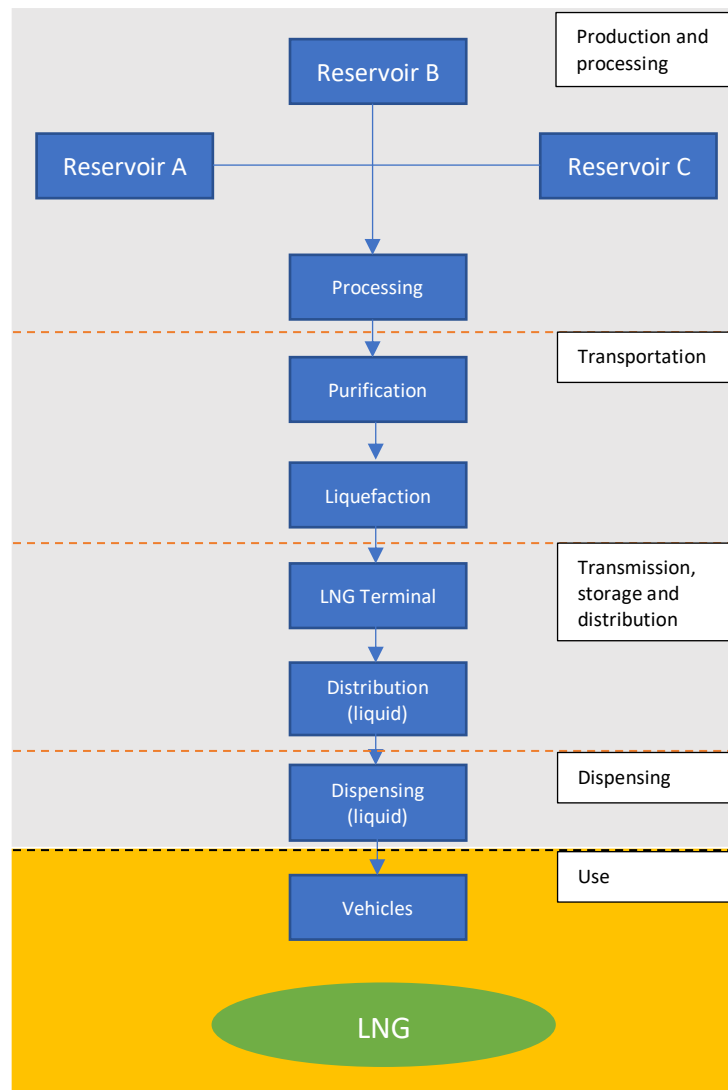 Production and
processing
Reservoir B
Reservoir A
Reservoir C
Processing
Transportation
Purification
Liquefaction
Transmission,
storage and
distribution
LNG Terminal
Distribution
(liquid)
Dispensing
Dispensing
(liquid)
Use
Vehicles
LNG